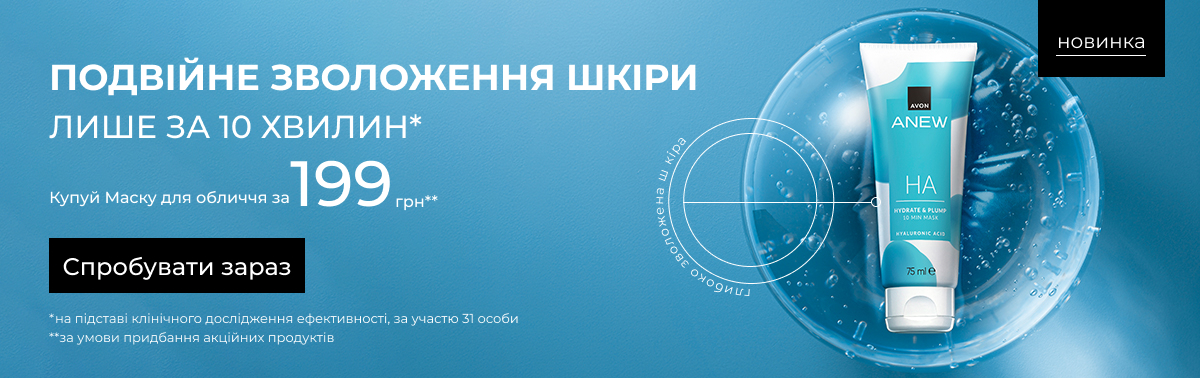 новинка
ПОДВІЙНЕ ЗВОЛОЖЕННЯ ШКІРИ
ЛИШЕ ЗА 10 ХВИЛИН*
Купуй Маску для обличчя за 199 грн**
Спробувати зараз
*на підставі клінічного дослідження ефективності, за участю 31 особи
**за умови придбання акційних продуктів
глибоко зволожена ш кіра
AVON
ANEW
HA
HYDRATE & PLUMP
10 MIN MASK
HYALURONIC ACID
75 ml ℮